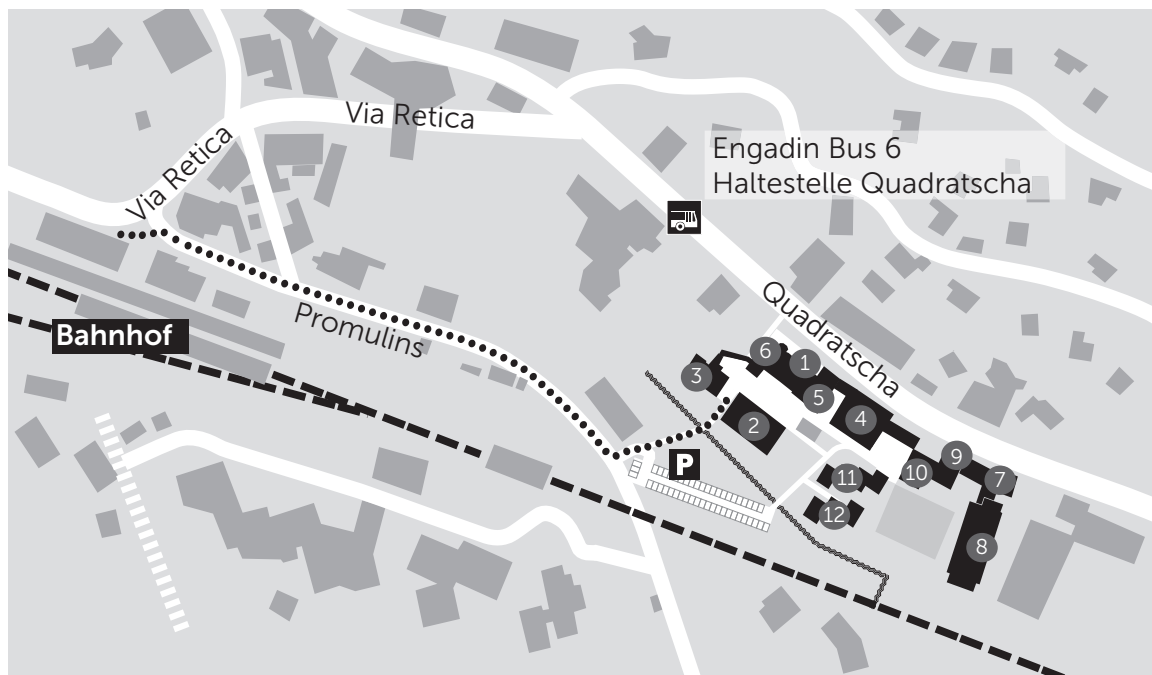 Via Retica
Via Retica
Engadin Bus 6
Haltestelle Quadratscha
Quadratscha
Promulins
Bahnhof
P
6
1
3
5
2
4
9
11
10
7
12
8